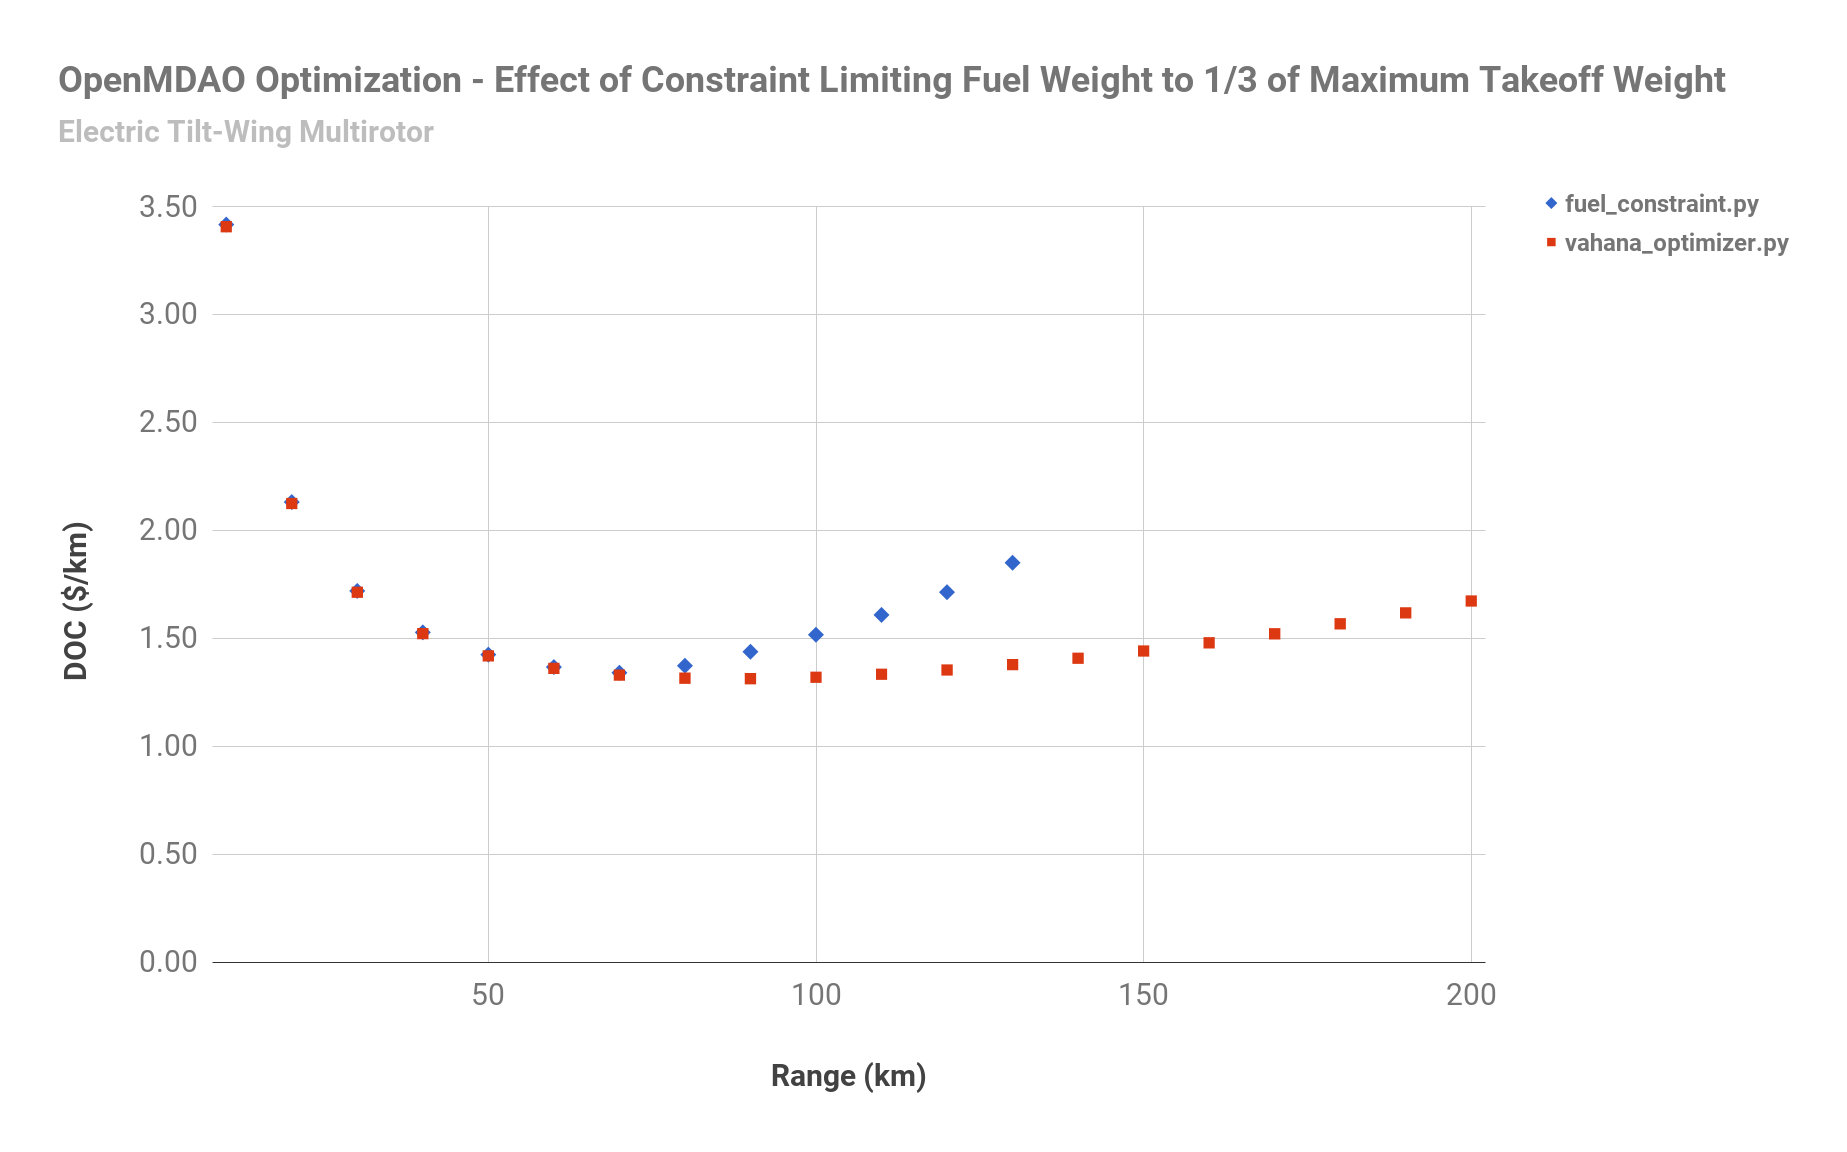 OpenMDAO Optimization - Effect of Constraint Limiting Fuel Weight to 1/3 of Maximum Takeoff Weight
Electric Tilt-Wing Multirotor
fuel_constraint.py
vahana_optimizer.py
3.50
3.00
2.50
2.00
1.50
1.00
0.50
0.00
DOC ($/km)
50 100 150 200
Range (km)